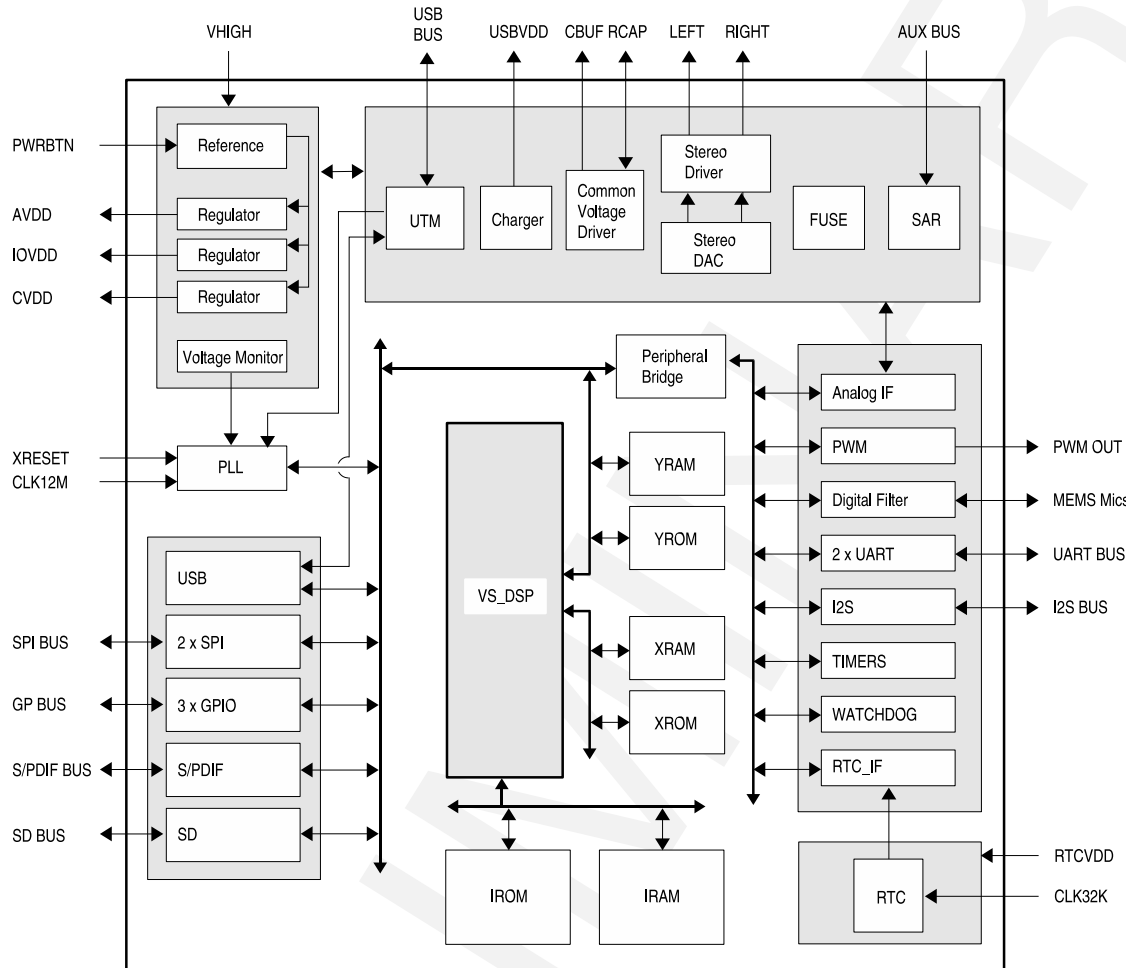 VHIGH
USB
BUS
USBVDD
CBUF RCAP
LEFT
RIGHT
AUX BUS
PWRBTN
Reference
AVDD
Regulator
IOVDD
Regulator
CVDD
Regulator
Voltage Monitor
UTM
Charger
Common
Voltage
Driver
Stereo
Driver
Stereo
DAC
FUSE
SAR
XRESET
CLK12M
PLL
Peripheral
Bridge
Analog IF
PWM
PWM OUT
Digital Filter
MEMS Mics
2 x UART
UART BUS
I2S
I2S BUS
TIMERS
WATCHDOG
RTC_IF
VS_DSP
YRAM
YROM
XRAM
XROM
USB
SPI BUS
2 x SPI
GP BUS
3 x GPIO
S/PDIF BUS
S/PDIF
SD BUS
SD
IROM
IRAM
RTC
RTCVDD
CLK32K